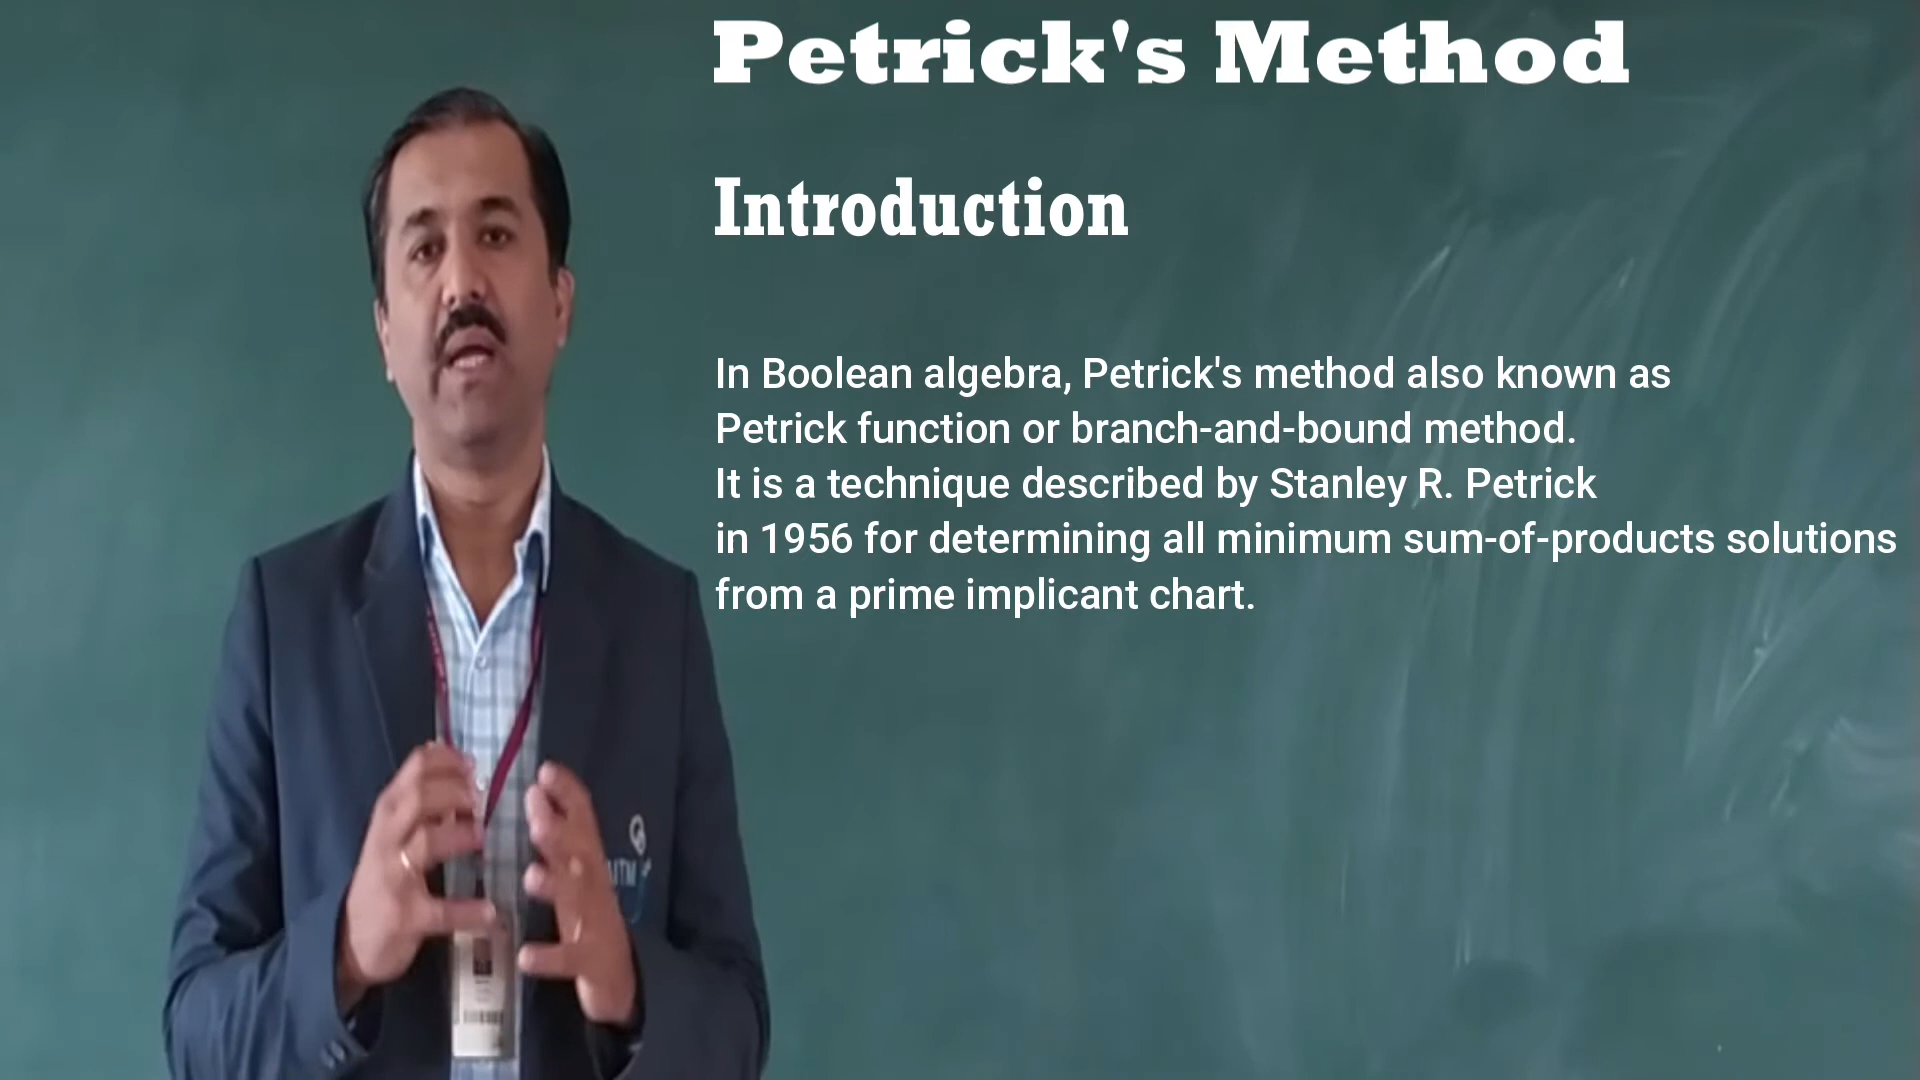 Petrick's Method
Introduction
In Boolean algebra, Petrick's method also known as
Petrick function or branch-and-bound method.
It is a technique described by Stanley R. Petrick
in 1956 for determining all minimum sum-of-products solutions
from a prime implicant chart.